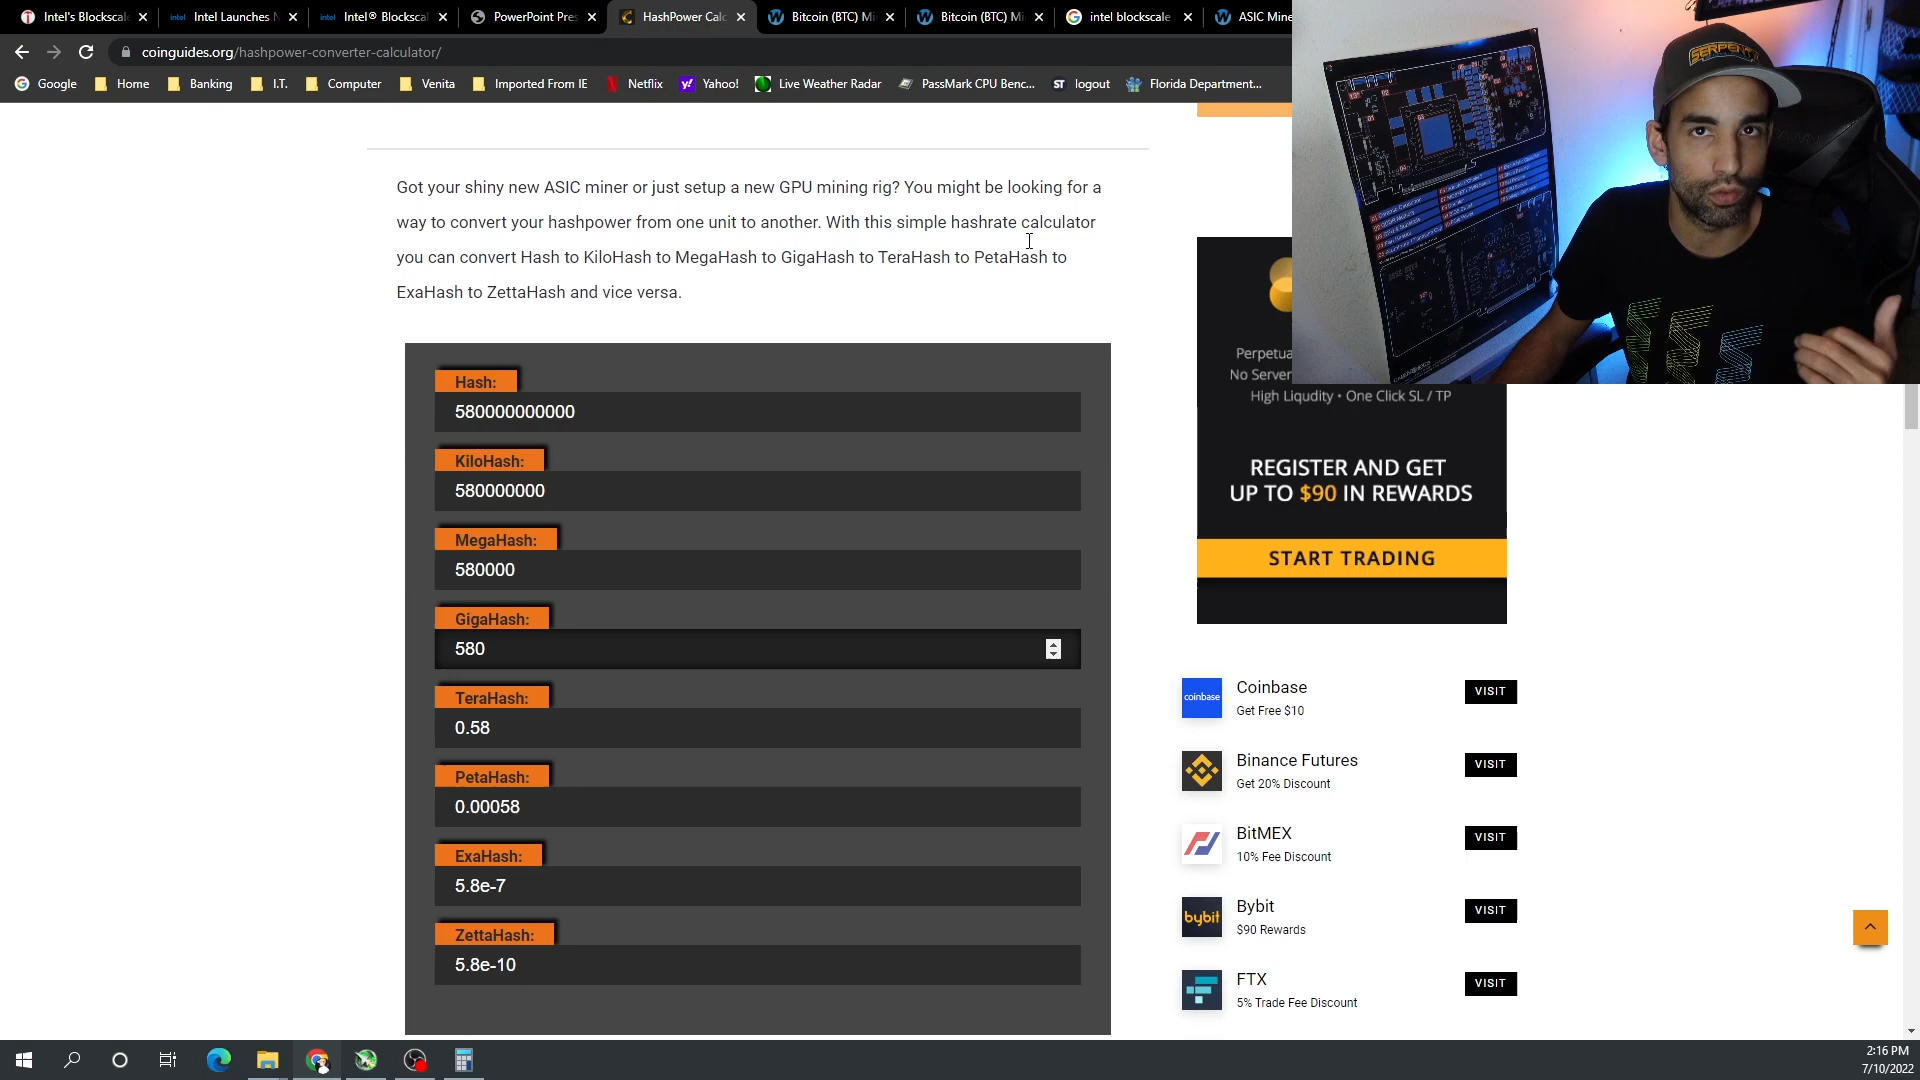 Intel's Blockscale
intel Intel Launches N
intel Intel® Blockscal
PowerPoint Pres
HashPower Calc
Bitcoin (BTC) Mi
Bitcoin (BTC) Mi
intel blockscale
ASIC Mine
coinguides.org/hashpower-converter-calculator/
Google Home Banking I.T. Computer Venita Imported From IE Netflix Yahoo! Live Weather Radar PassMark CPU Benc... ST logout Florida Department...
Got your shiny new ASIC miner or just setup a new GPU mining rig? You might be looking for a
way to convert your hashpower from one unit to another. With this simple hashrate calculator
you can convert Hash to KiloHash to MegaHash to GigaHash to TeraHash to PetaHash to
ExaHash to ZettaHash and vice versa.
Hash:
580000000000
KiloHash:
580000000
MegaHash:
580000
GigaHash:
580
TeraHash:
0.58
PetaHash:
0.00058
ExaHash:
5.8e-7
ZettaHash:
5.8e-10
SERPENT
Perpetua
No Server
High Liqudity • One Click SL / TP
REGISTER AND GET
UP TO $90 IN REWARDS
START TRADING
coinbase
Coinbase
Get Free $10
VISIT
Binance Futures
Get 20% Discount
VISIT
BitMEX
10% Fee Discount
VISIT
bybit
Bybit
$90 Rewards
VISIT
FTX
5% Trade Fee Discount
VISIT
2:16 PM
7/10/2022